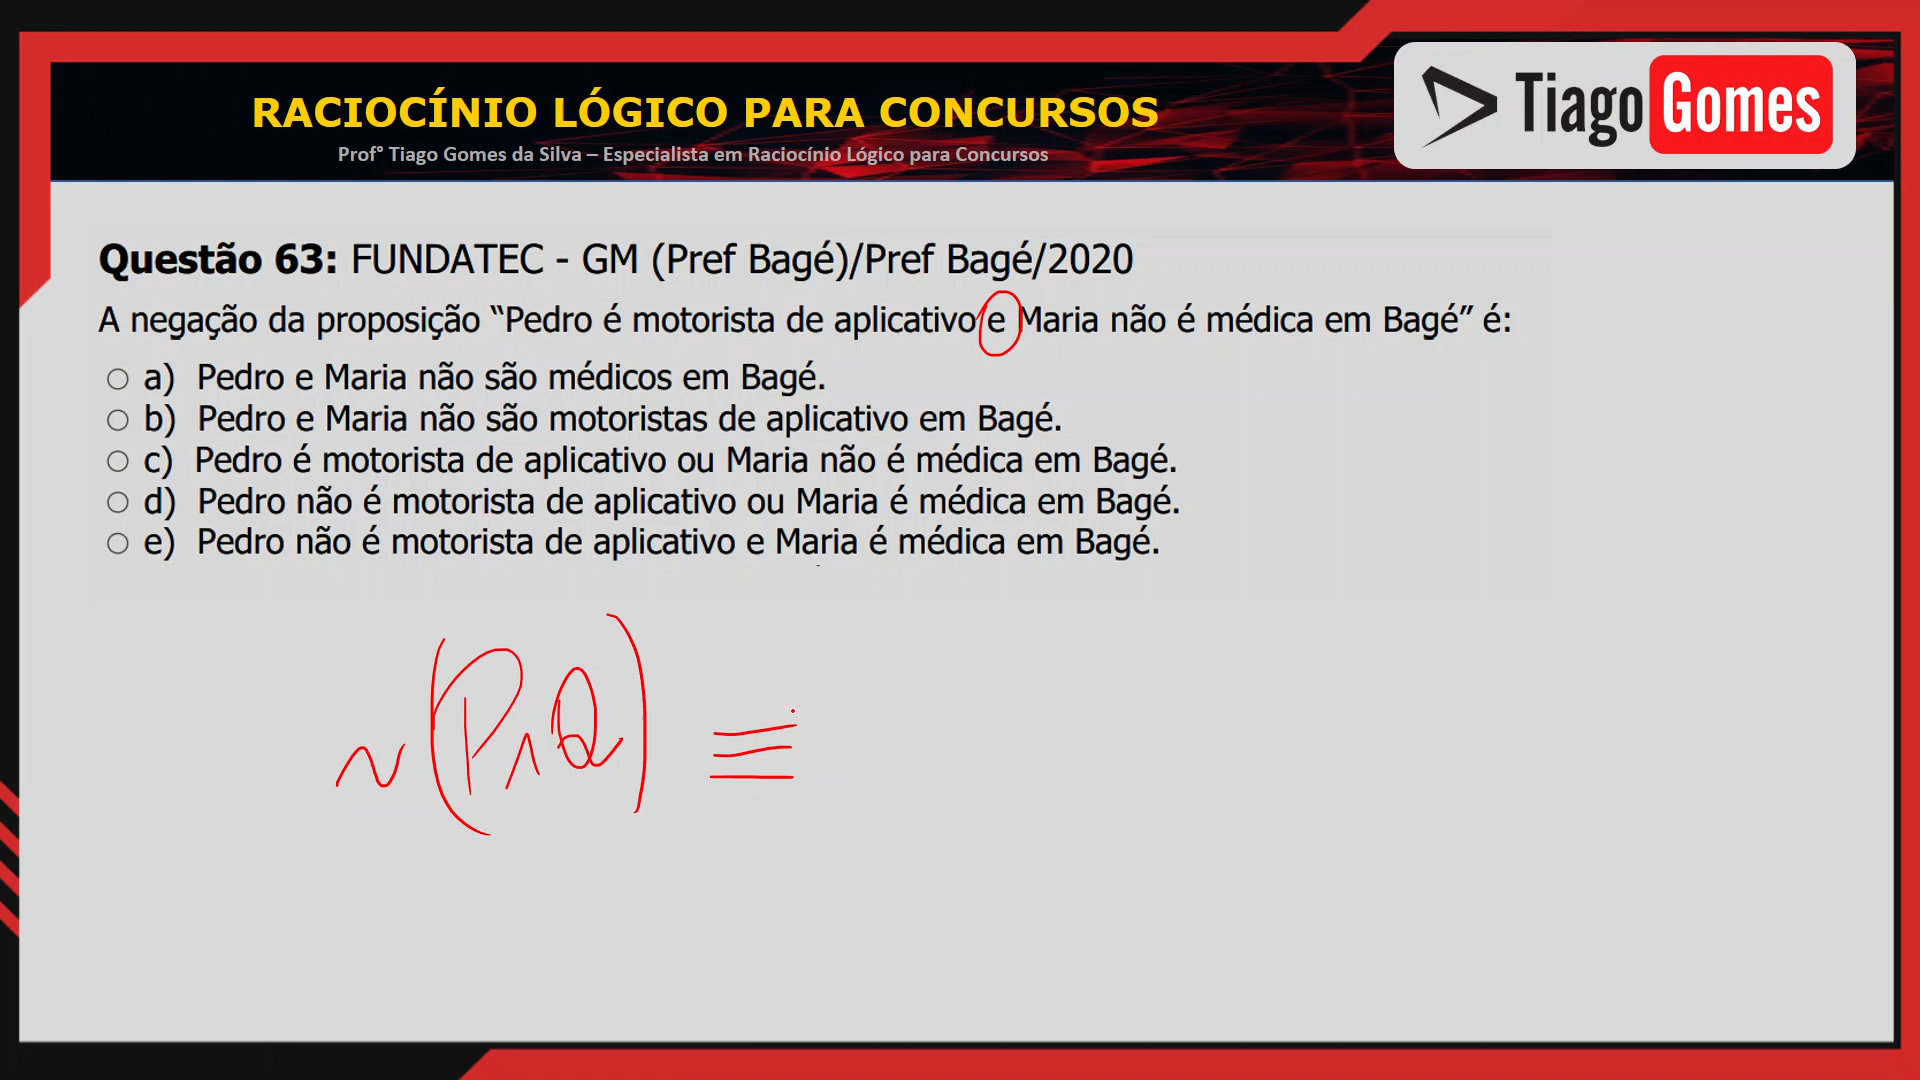 RACIOCÍNIO LÓGICO PARA CONCURSOS
Prof° Tiago Gomes da Silva – Especialista em Raciocínio Lógico para Concursos
Tiago Gomes
Questão 63: FUNDATEC - GM (Pref Bagé)/Pref Bagé/2020
A negação da proposição “Pedro é motorista de aplicativo e Maria não é médica em Bagé” é:
a) Pedro e Maria não são médicos em Bagé.
b) Pedro e Maria não são motoristas de aplicativo em Bagé.
c) Pedro é motorista de aplicativo ou Maria não é médica em Bagé.
d) Pedro não é motorista de aplicativo ou Maria é médica em Bagé.
e) Pedro não é motorista de aplicativo e Maria é médica em Bagé.
~(P∧Q) ≡